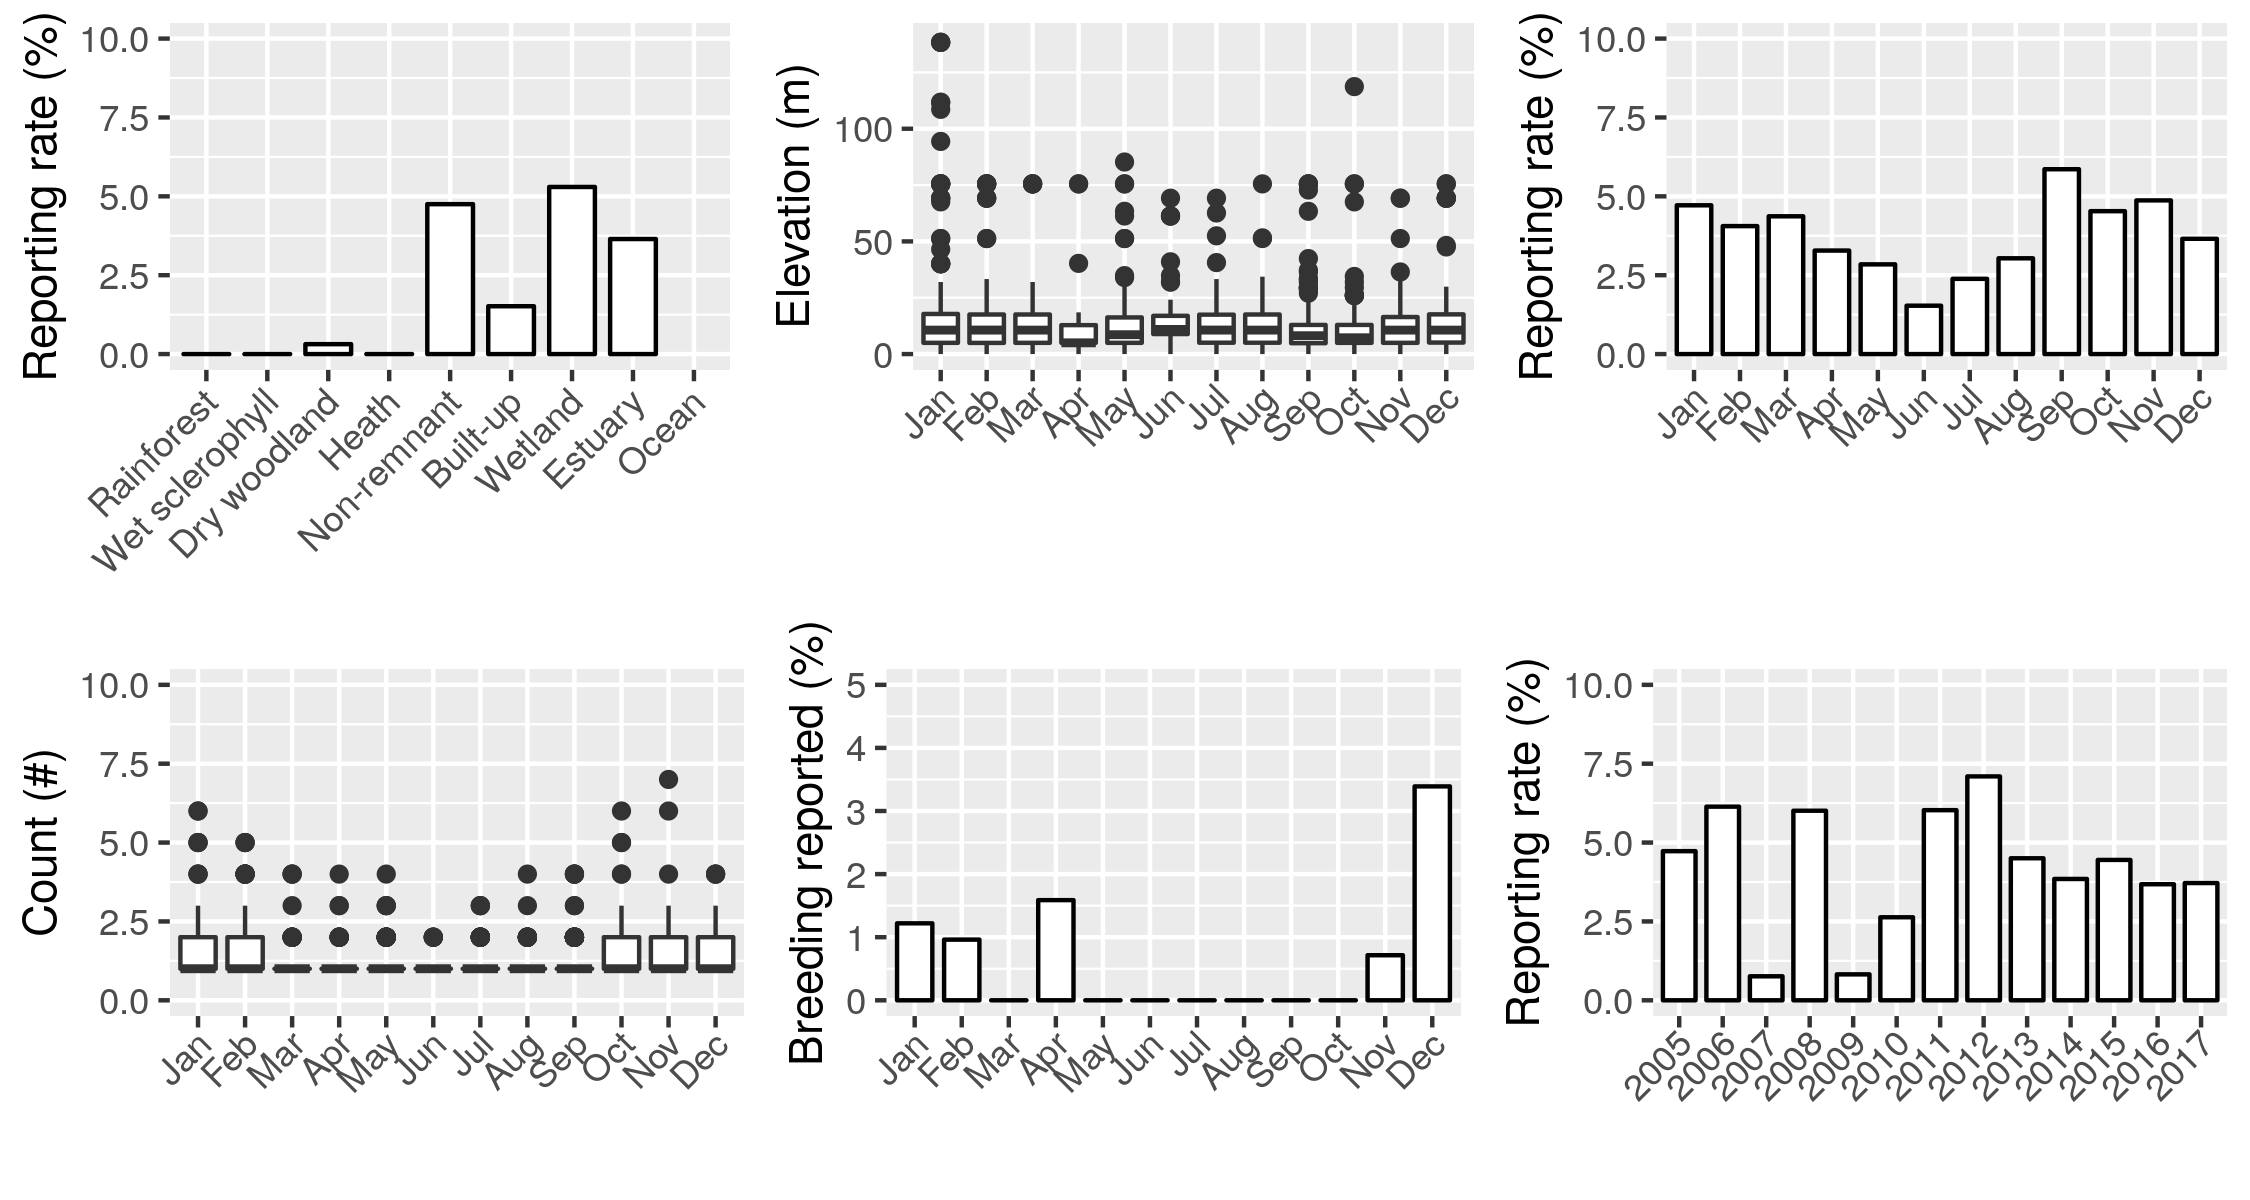 Reporting rate (%)
10.0
7.5
5.0
2.5
0.0
Rainforest
Wet sclerophyll
Dry woodland
Heath
Non-remnant
Built-up
Wetland
Estuary
Ocean
Elevation (m)
100
50
0
Jan
Feb
Mar
Apr
May
Jun
Jul
Aug
Sep
Oct
Nov
Dec
Reporting rate (%)
10.0
7.5
5.0
2.5
0.0
Jan
Feb
Mar
Apr
May
Jun
Jul
Aug
Sep
Oct
Nov
Dec
Count (#)
10.0
7.5
5.0
2.5
0.0
Jan
Feb
Mar
Apr
May
Jun
Jul
Aug
Sep
Oct
Nov
Dec
Breeding reported (%)
5
4
3
2
1
0
Jan
Feb
Mar
Apr
May
Jun
Jul
Aug
Sep
Oct
Nov
Dec
Reporting rate (%)
10.0
7.5
5.0
2.5
0.0
2005
2006
2007
2008
2009
2010
2011
2012
2013
2014
2015
2016
2017